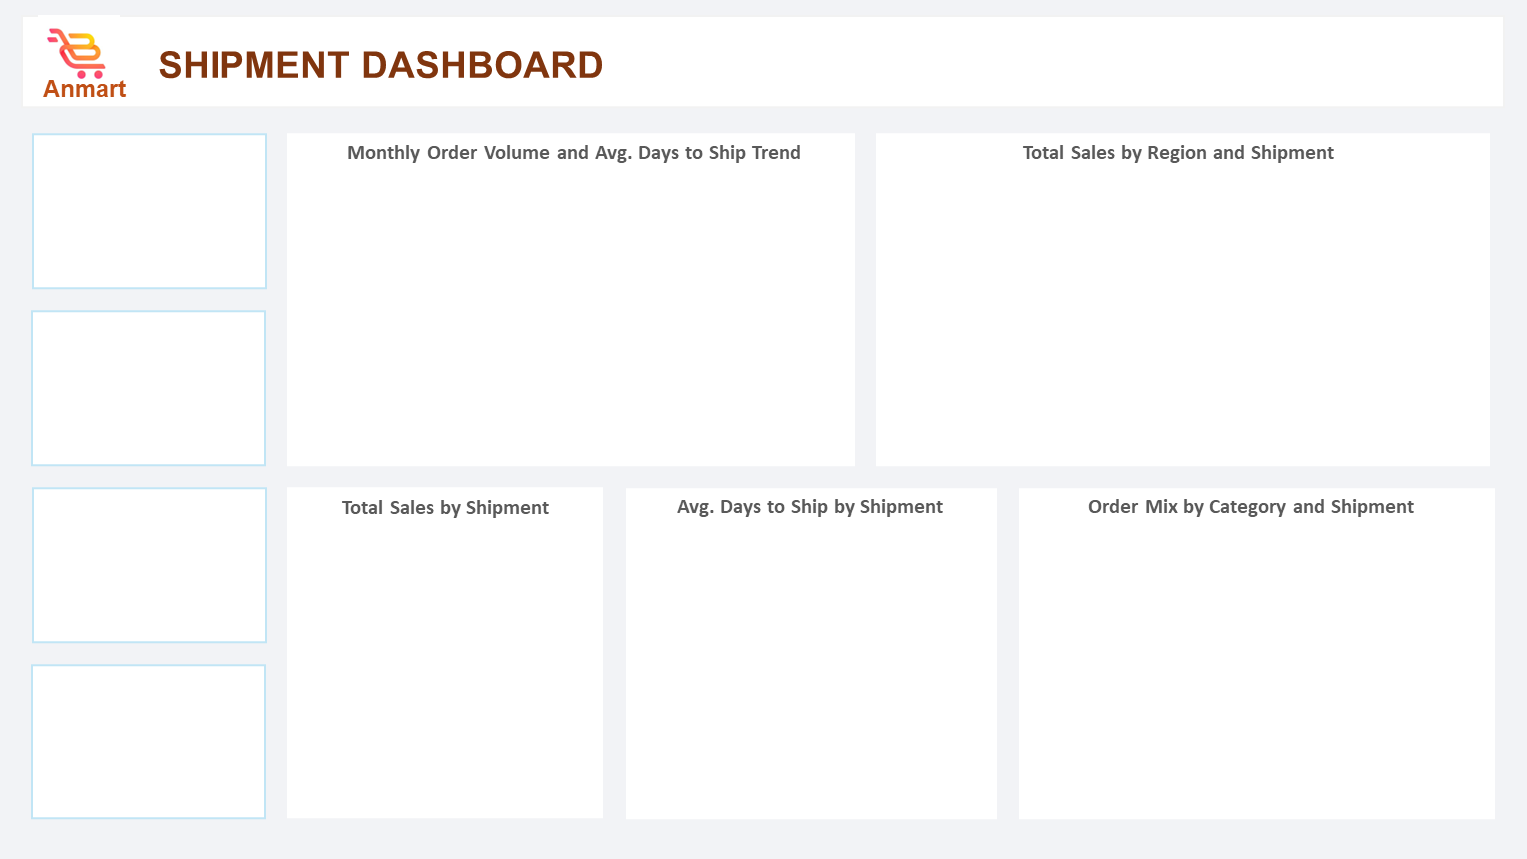 SHIPMENT DASHBOARD
Anmart
Monthly Order Volume and Avg. Days to Ship Trend
Total Sales by Region and Shipment
Total Sales by Shipment
Avg. Days to Ship by Shipment
Order Mix by Category and Shipment